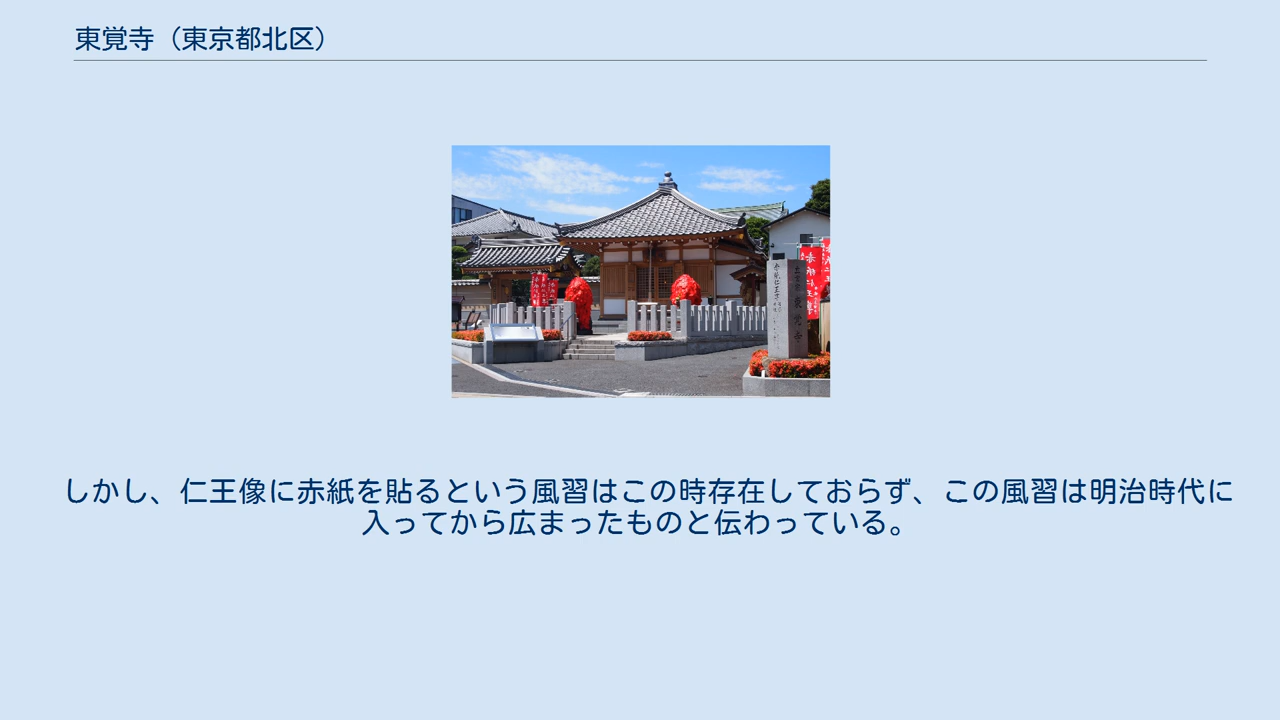 東覚寺（東京都北区）
しかし、仁王像に赤紙を貼るという風習はこの時存在しておらず、この風習は明治時代に
入ってから広まったものと伝わっている。